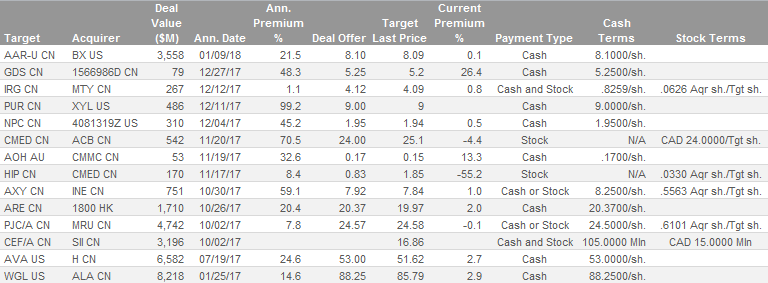 Deal Ann. Target Current
Value Premium Premium Cash
Target Acquirer ($M) Ann. Date % Deal Offer Last Price % Payment Type Terms Stock Terms
AAR-U CN BX US 3,558 01/09/18 21.5 8.10 8.09 0.1 Cash 8.1000/sh.
GDS CN 1566986D CN 79 12/27/17 48.3 5.25 5.2 26.4 Cash 5.2500/sh.
IRG CN MTY CN 267 12/12/17 1.1 4.12 4.09 0.8 Cash and Stock .8259/sh. .0626 Aqr sh./Tgt sh.
PUR CN XYL US 486 12/11/17 99.2 9.00 9 Cash 9.0000/sh.
NPC CN 4081319Z US 310 12/04/17 45.2 1.95 1.94 0.5 Cash 1.9500/sh.
CMED CN ACB CN 542 11/20/17 70.5 24.00 25.1 -4.4 Stock N/A CAD 24.0000/Tgt sh.
AOH AU CMMC CN 53 11/19/17 32.6 0.17 0.15 13.3 Cash .1700/sh.
HIP CN CMED CN 170 11/17/17 8.4 0.83 1.85 -55.2 Stock N/A .0330 Aqr sh./Tgt sh.
AXY CN INE CN 751 10/30/17 59.1 7.92 7.84 1.0 Cash or Stock 8.2500/sh. .5563 Aqr sh./Tgt sh.
ARE CN 1800 HK 1,710 10/26/17 20.4 20.37 19.97 2.0 Cash 20.3700/sh.
PJC/A CN MRU CN 4,742 10/02/17 7.8 24.57 24.58 -0.1 Cash or Stock 24.5000/sh. .6101 Aqr sh./Tgt sh.
CEF/A CN SII CN 3,196 10/02/17 16.86 Cash and Stock 105.0000 Mln CAD 15.0000 Mln
AVA US H CN 6,582 07/19/17 24.6 53.00 51.62 2.7 Cash 53.0000/sh.
WGL US ALA CN 8,218 01/25/17 14.6 88.25 85.79 2.9 Cash 88.2500/sh.